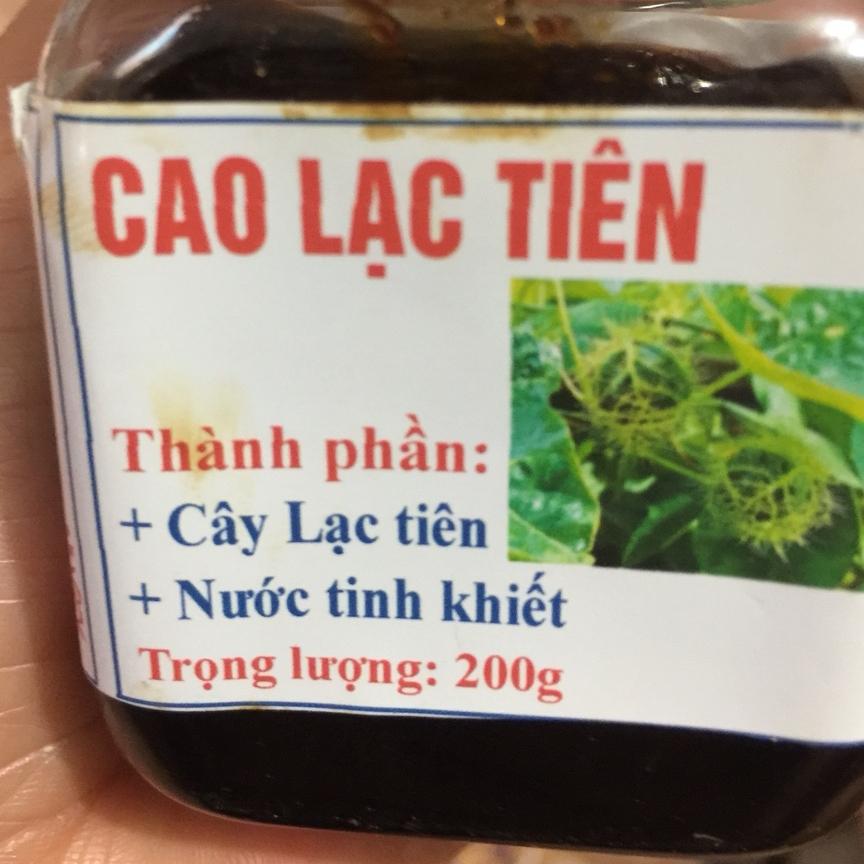 CAO LẠC TIÊN
Thành phần:
+ Cây Lạc tiên
+ Nước tinh khiết
Trọng lượng: 200g